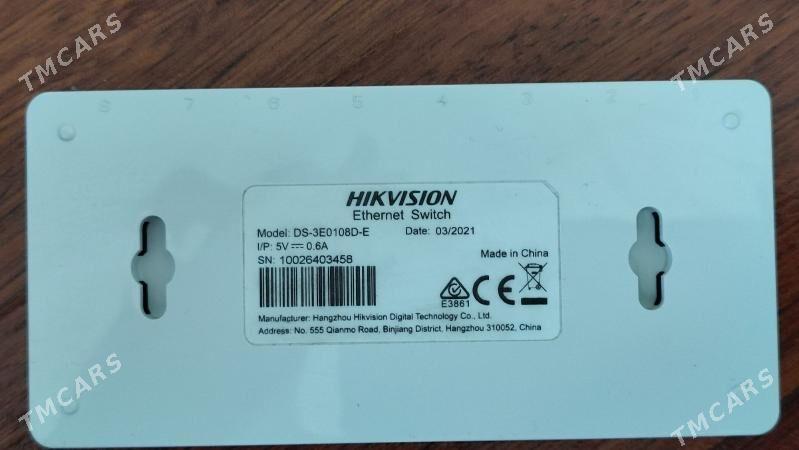 TMCARS
TMCARS
8 7 6 5 4 3 2
HIKVISION
Ethernet Switch
Model: DS-3E0108D-E Date: 03/2021
I/P: 5V⎓0.6A
SN: 10026403458
Made in China
E3861
CE
Manufacturer: Hangzhou Hikvision Digital Technology Co., Ltd.
Address: No. 555 Qianmo Road, Binjiang District, Hangzhou 310052, China
TMCARS
TMCARS